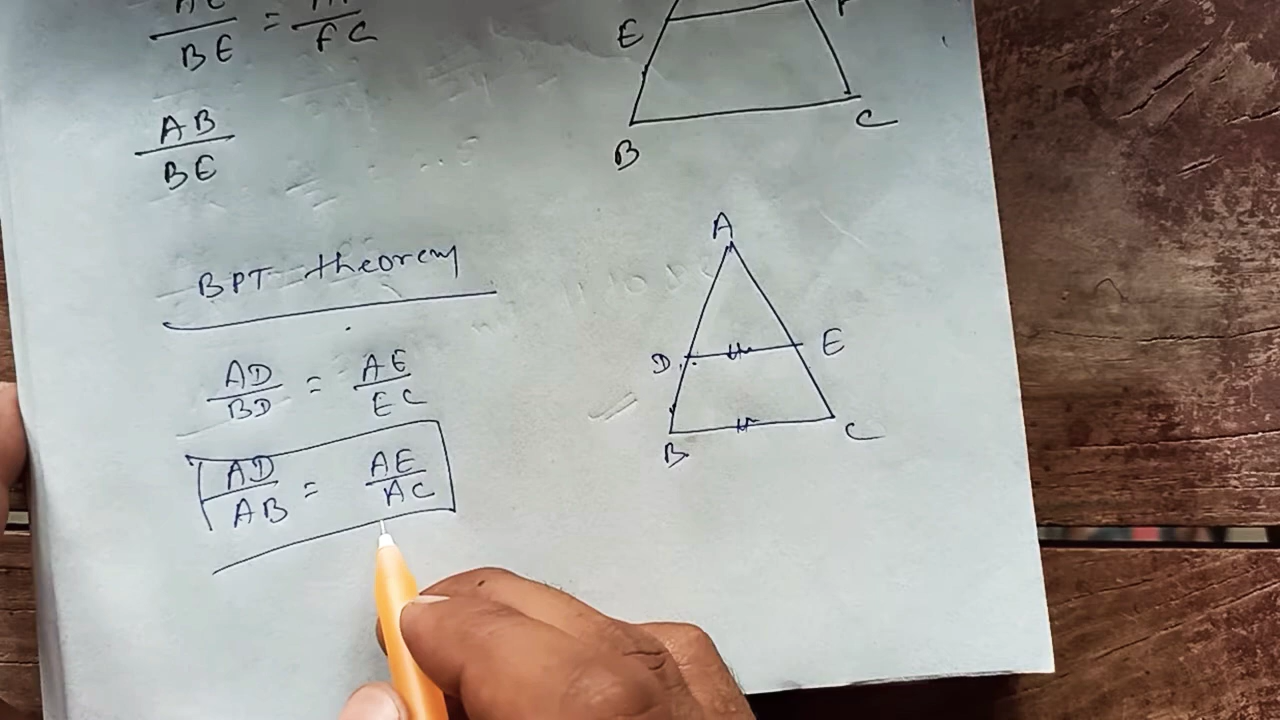 BE = FC
E
F
AB
BE
B
C
A
BPT theorem
D
E
AD = AE
BD EC
B
C
AD = AE
AB AC